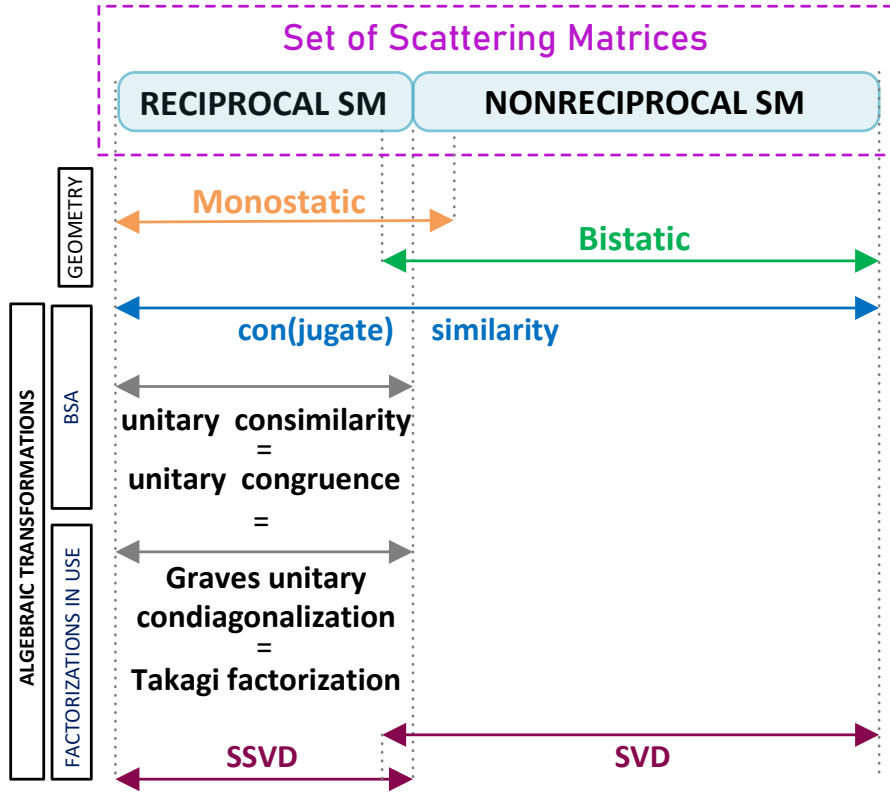 Set of Scattering Matrices
RECIPROCAL SM
NONRECIPROCAL SM
GEOMETRY
Monostatic
Bistatic
ALGEBRAIC TRANSFORMATIONS
BSA
con(jugate) similarity
unitary consimilarity
=
unitary congruence
=
FACTORIZATIONS IN USE
Graves unitary
condiagonalization
=
Takagi factorization
SSVD
SVD